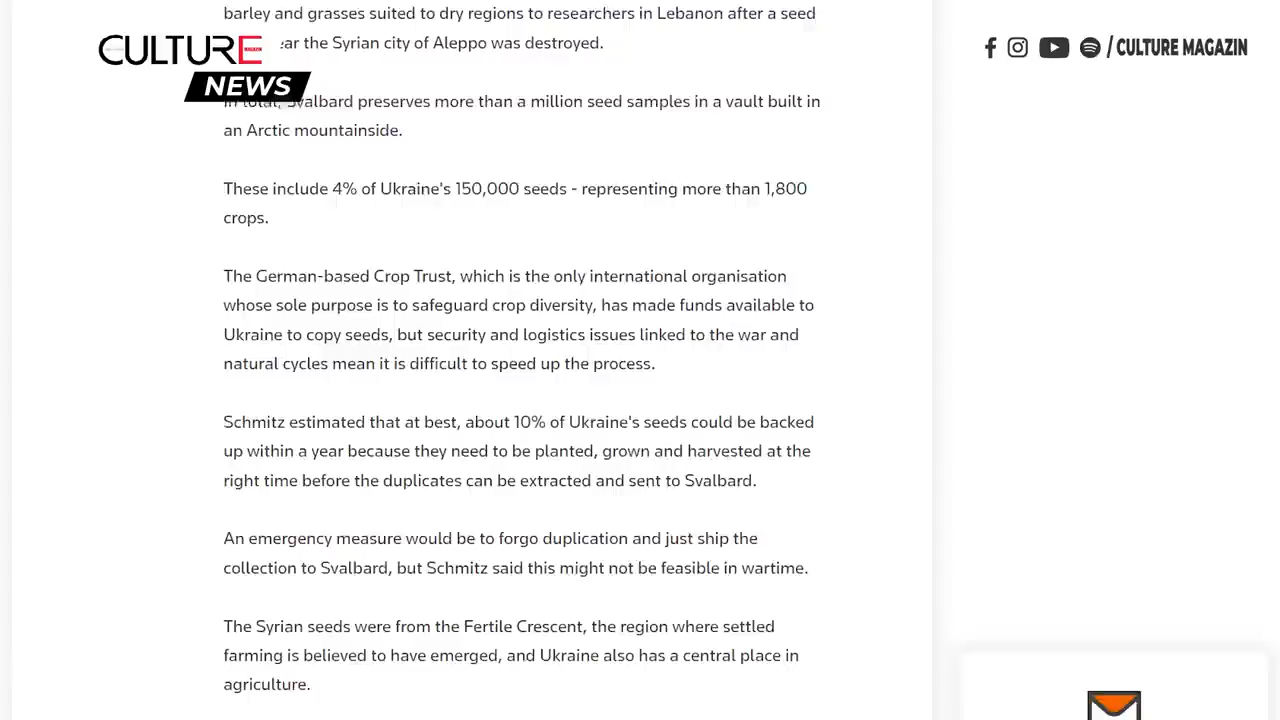 barley and grasses suited to dry regions to researchers in Lebanon after a seed
ear the Syrian city of Aleppo was destroyed.
CULTURE
NEWS
/ CULTURE MAGAZIN
In total, Svalbard preserves more than a million seed samples in a vault built in
an Arctic mountainside.
These include 4% of Ukraine's 150,000 seeds - representing more than 1,800
crops.
The German-based Crop Trust, which is the only international organisation
whose sole purpose is to safeguard crop diversity, has made funds available to
Ukraine to copy seeds, but security and logistics issues linked to the war and
natural cycles mean it is difficult to speed up the process.
Schmitz estimated that at best, about 10% of Ukraine's seeds could be backed
up within a year because they need to be planted, grown and harvested at the
right time before the duplicates can be extracted and sent to Svalbard.
An emergency measure would be to forgo duplication and just ship the
collection to Svalbard, but Schmitz said this might not be feasible in wartime.
The Syrian seeds were from the Fertile Crescent, the region where settled
farming is believed to have emerged, and Ukraine also has a central place in
agriculture.